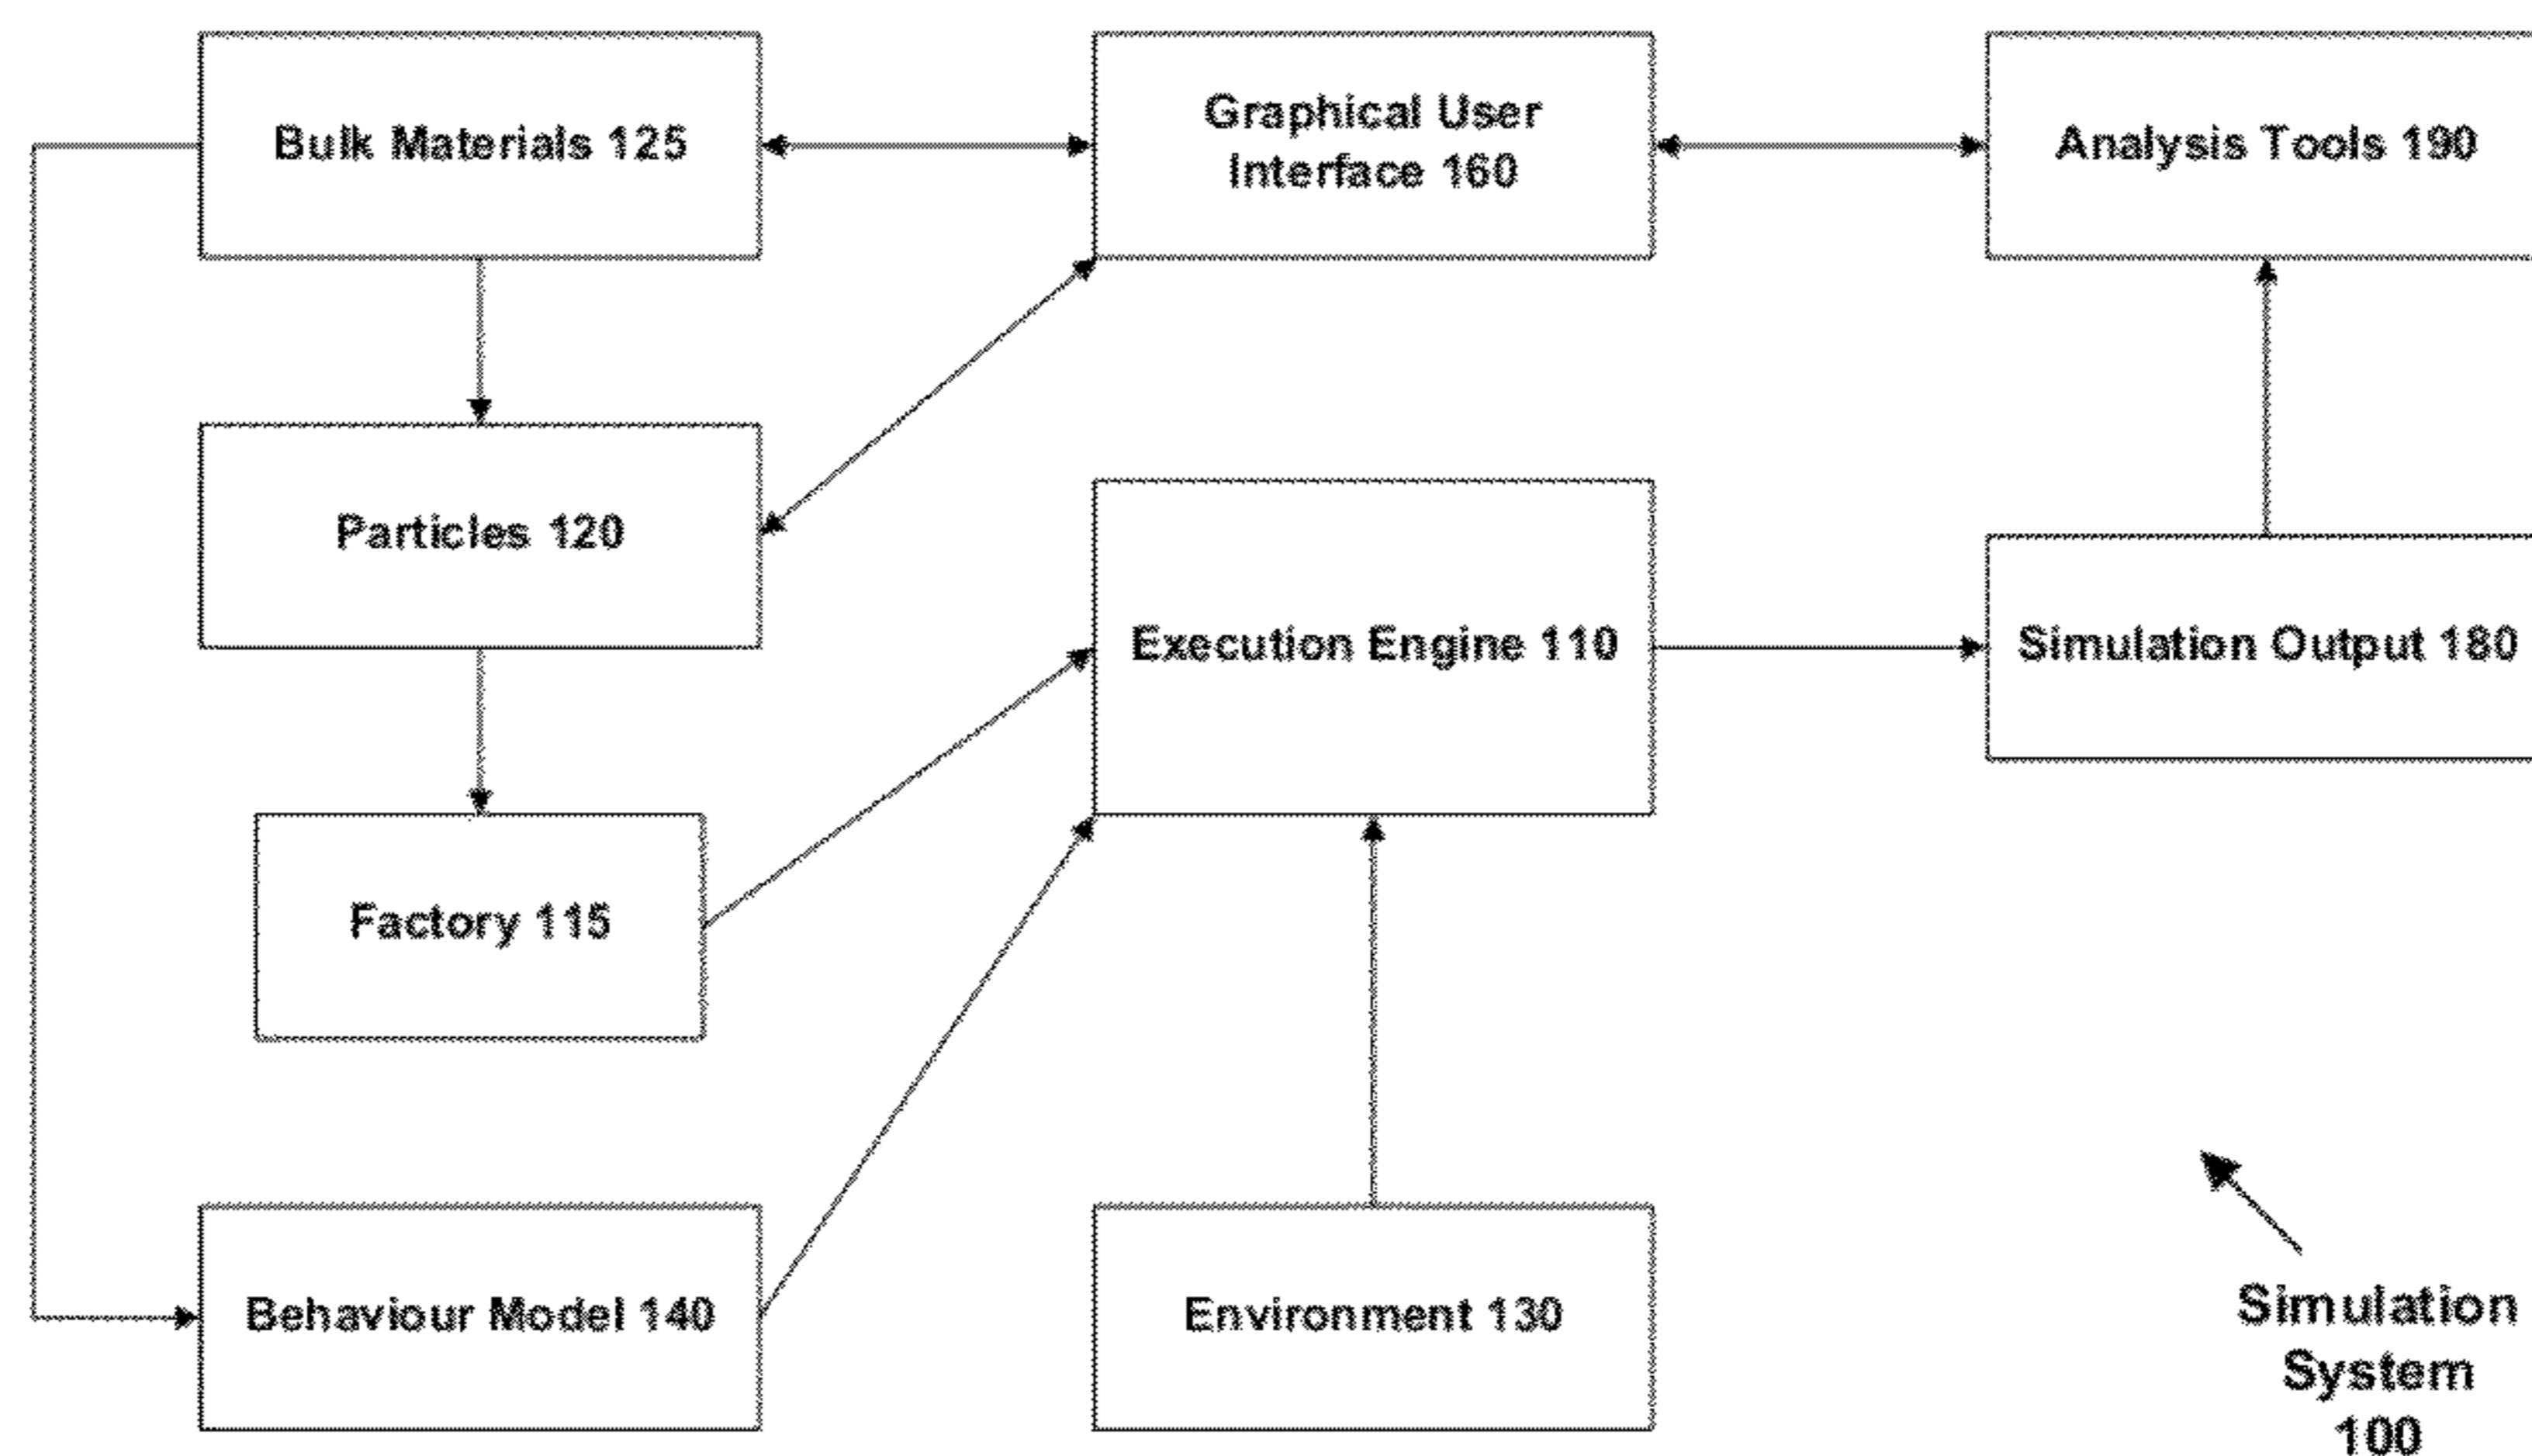 Bulk Materials 125
Graphical User
Interface 160
Analysis Tools 190
Particles 120
Execution Engine 110
Simulation Output 180
Factory 115
Behaviour Model 140
Environment 130
Simulation
System
100